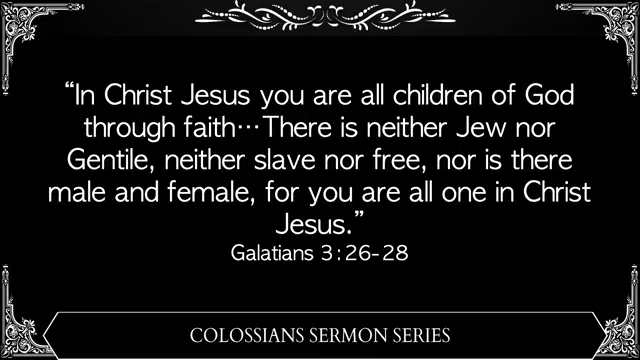 “In Christ Jesus you are all children of God
through faith…There is neither Jew nor
Gentile, neither slave nor free, nor is there
male and female, for you are all one in Christ
Jesus.”
Galatians 3:26-28
COLOSSIANS SERMON SERIES